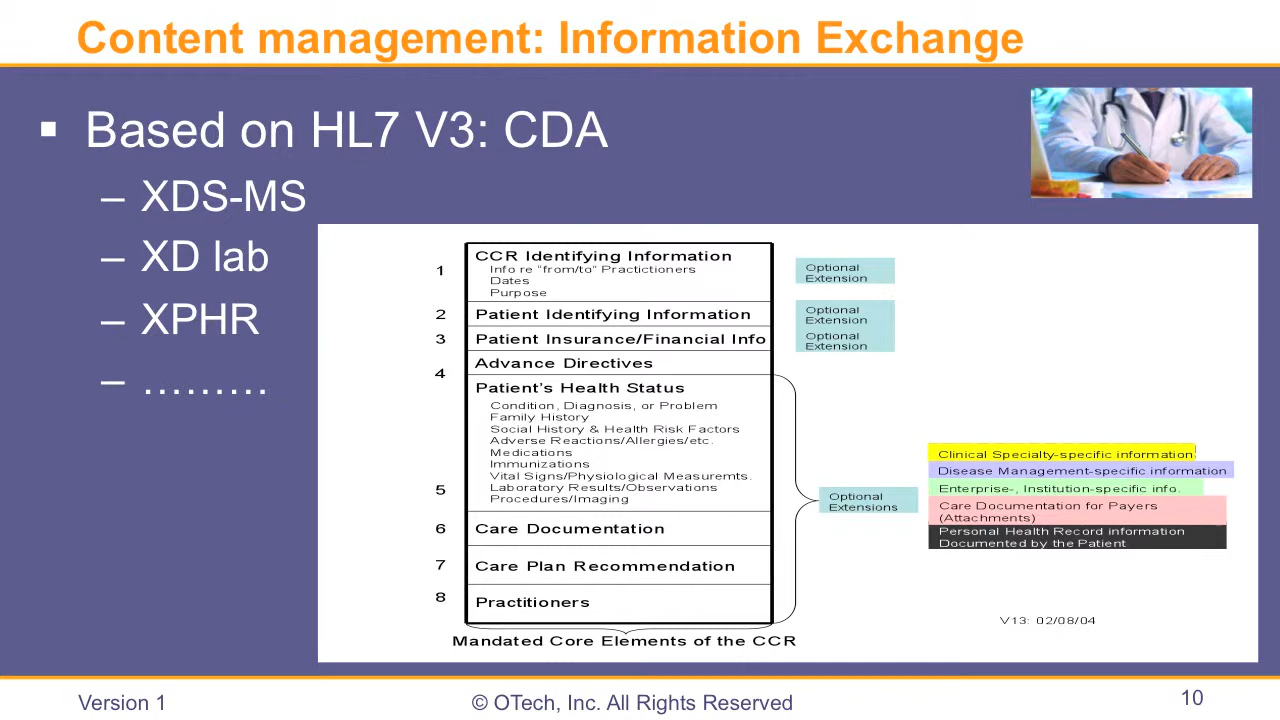 Content management: Information Exchange
▪ Based on HL7 V3: CDA
– XDS-MS
– XD lab
– XPHR
– ………
1
CCR Identifying Information
Info re “from/to” Practictioners
Dates
Purpose
Optional
Extension
2
Patient Identifying Information
Optional
Extension
3
Patient Insurance/Financial Info
Optional
Extension
4
Advance Directives
5
Patient’s Health Status
Condition, Diagnosis, or Problem
Family History
Social History & Health Risk Factors
Adverse Reactions/Allergies/etc.
Medications
Immunizations
Vital Signs/Physiological Measuremts.
Laboratory Results/Observations
Procedures/Imaging
6
Care Documentation
7
Care Plan Recommendation
8
Practitioners
Mandated Core Elements of the CCR
Optional
Extensions
Clinical Specialty-specific information
Disease Management-specific information
Enterprise-, Institution-specific info.
Care Documentation for Payers
(Attachments)
Personal Health Record information
Documented by the Patient
V13: 02/08/04
Version 1
© OTech, Inc. All Rights Reserved
10